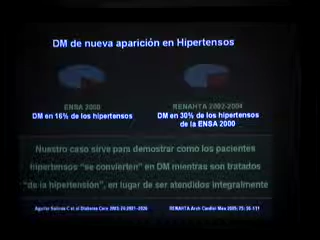 DM de nueva aparición en Hipertensos
ENSA 2000
DM en 16% de los hipertensos
RENAHTA 2002-2004
DM en 30% de los hipertensos
de la ENSA 2000
Nuestro caso sirve para demostrar como los pacientes
hipertensos “se convierten” en DM mientras son tratados
“de la hipertensión”, en lugar de ser atendidos integralmente
Aguilar Salinas C et al Diabetes Care
RENAHTA Arch Cardiol Mex 2005; 75: